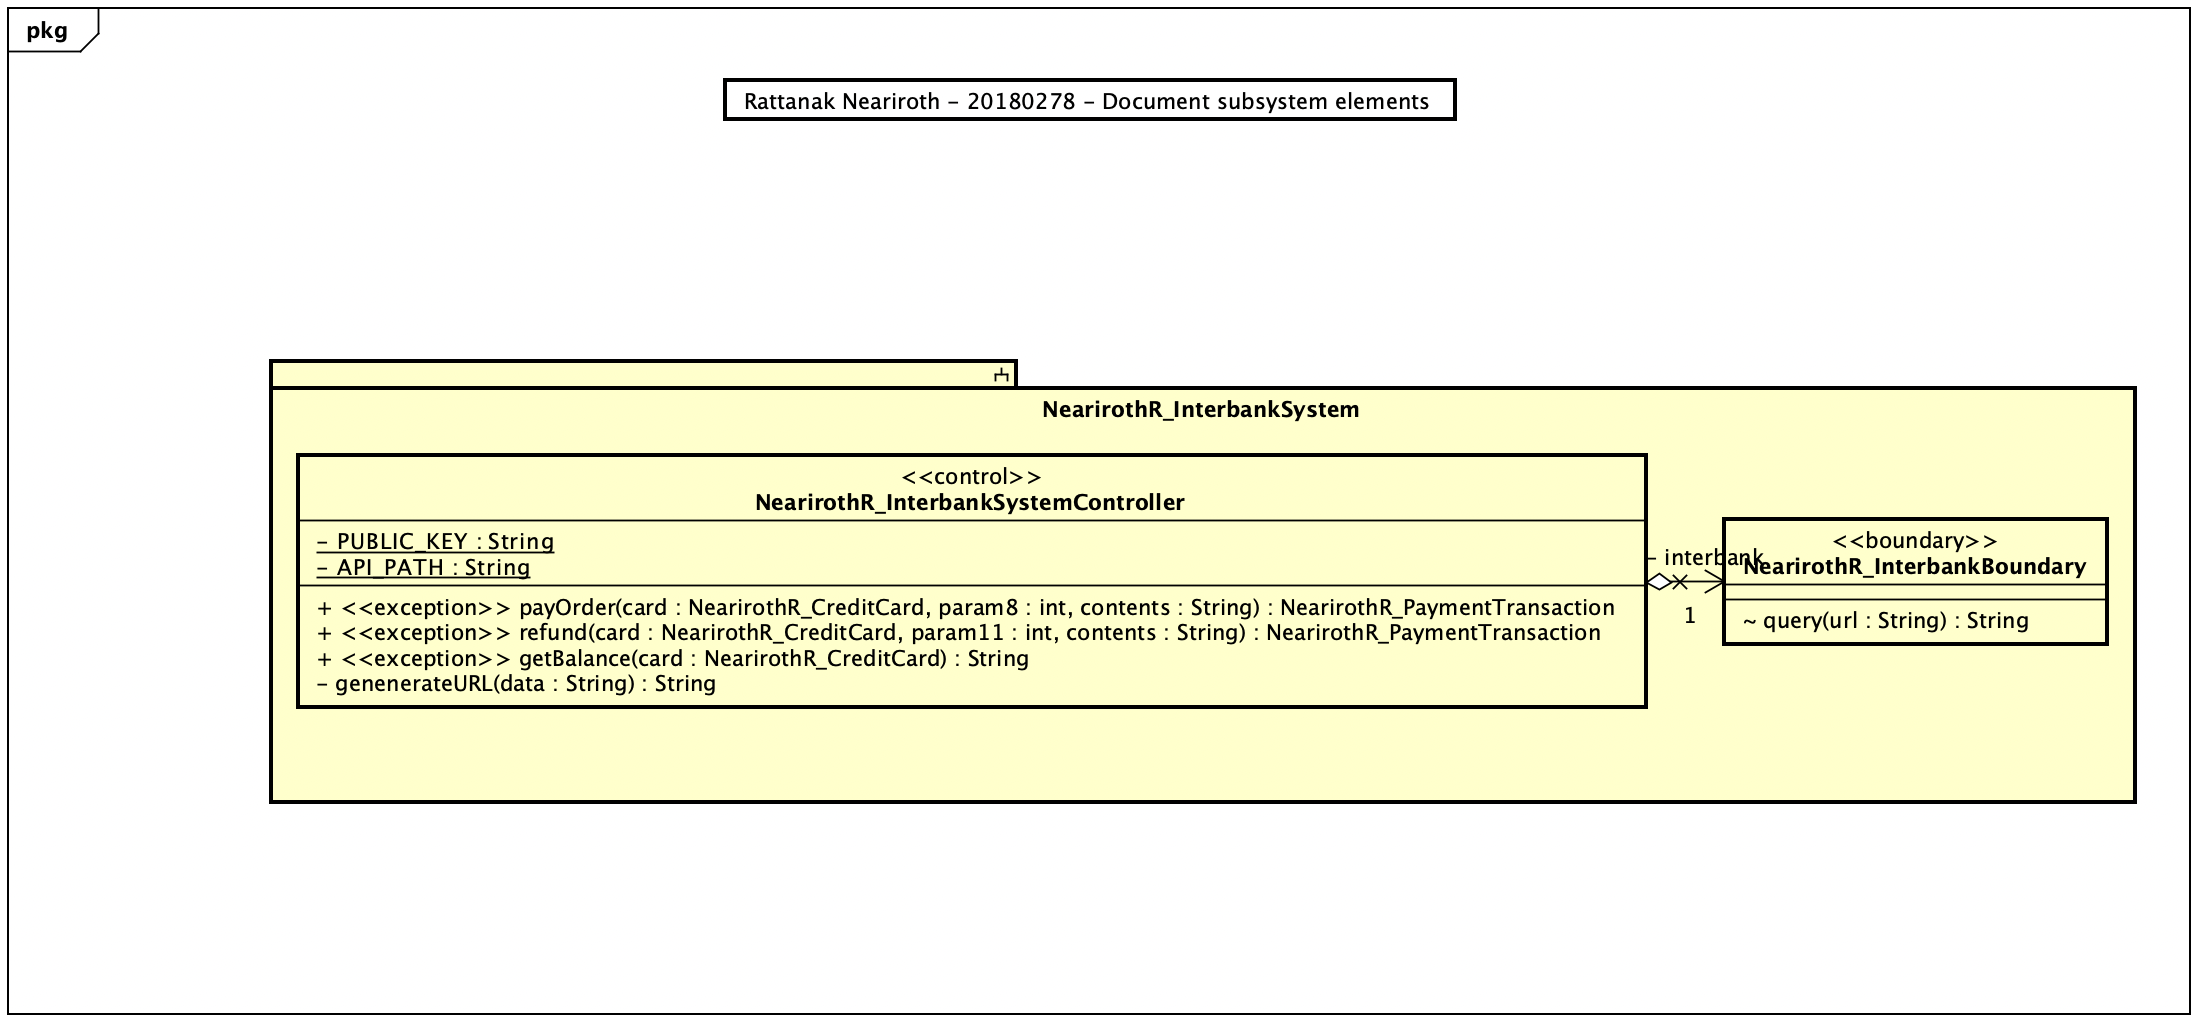 pkg
Rattanak Neariroth – 20180278 – Document subsystem elements
NearirothR_InterbankSystem
<<control>>
NearirothR_InterbankSystemController
– PUBLIC_KEY : String
– API_PATH : String
+ <<exception>> payOrder(card : NearirothR_CreditCard, param8 : int, contents : String) : NearirothR_PaymentTransaction
+ <<exception>> refund(card : NearirothR_CreditCard, param11 : int, contents : String) : NearirothR_PaymentTransaction
+ <<exception>> getBalance(card : NearirothR_CreditCard) : String
– genenerateURL(data : String) : String
– interbank
1
<<boundary>>
NearirothR_InterbankBoundary
~ query(url : String) : String